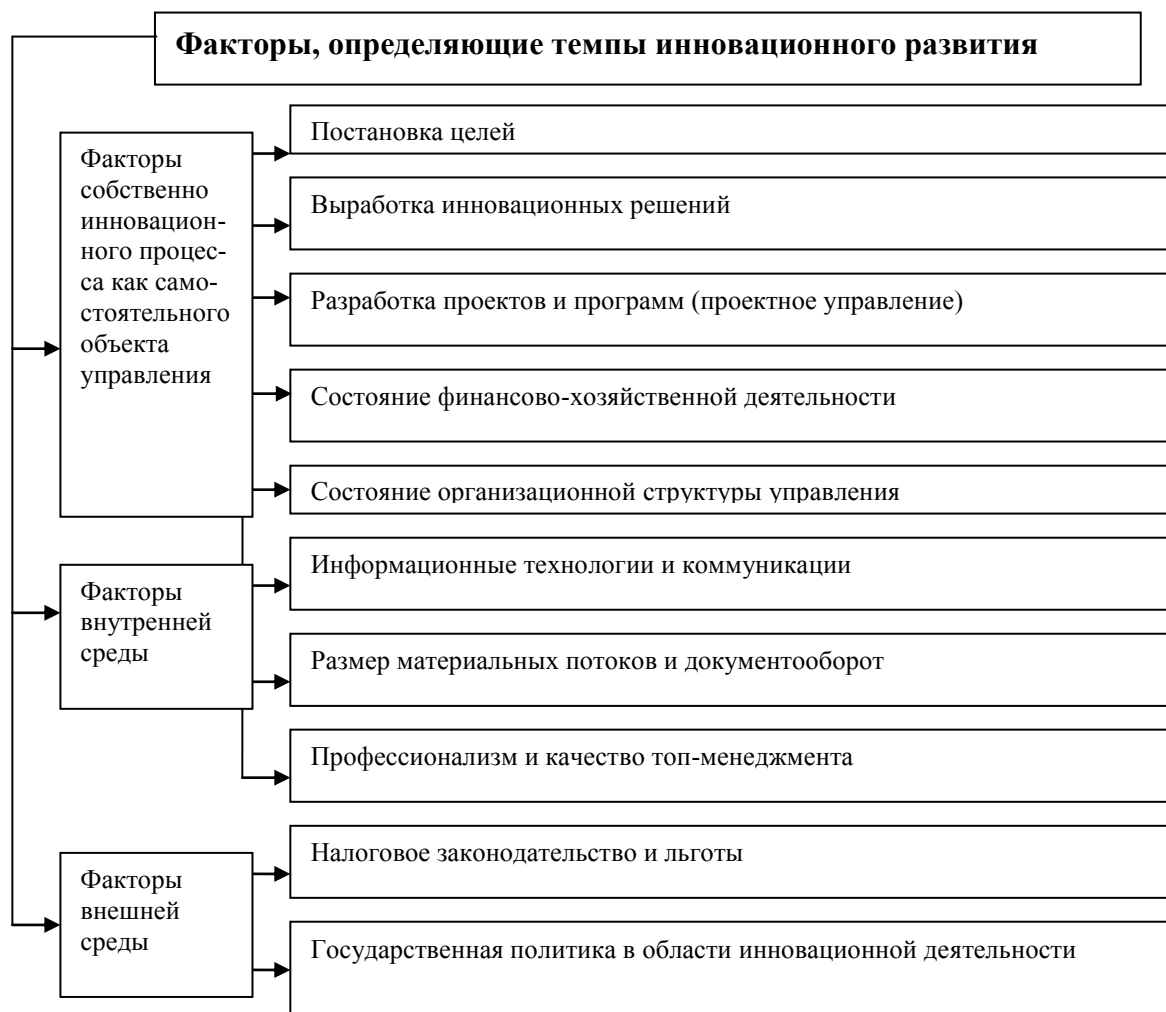 Факторы, определяющие темпы инновационного развития
Факторы
собственно
инновацион-
ного процес-
са как само-
стоятельного
объекта
управления
Постановка целей
Выработка инновационных решений
Разработка проектов и программ (проектное управление)
Состояние финансово-хозяйственной деятельности
Состояние организационной структуры управления
Факторы
внутренней
среды
Информационные технологии и коммуникации
Размер материальных потоков и документооборот
Профессионализм и качество топ-менеджмента
Факторы
внешней
среды
Налоговое законодательство и льготы
Государственная политика в области инновационной деятельности